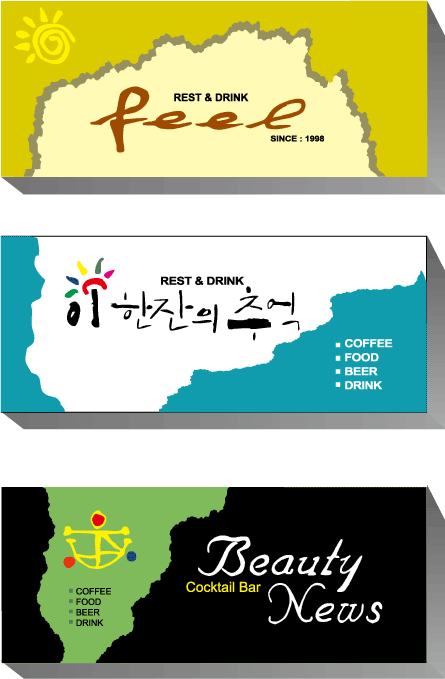 REST & DRINK
feel
SINCE : 1998
REST & DRINK
이 한잔의 추억
COFFEE
FOOD
BEER
DRINK
COFFEE
FOOD
BEER
DRINK
Beauty
Cocktail Bar
News